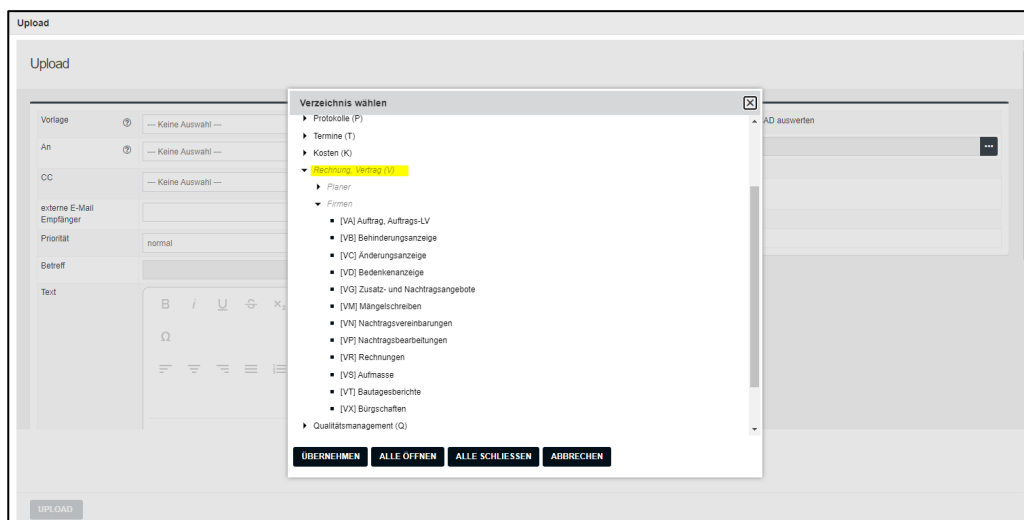 Upload
Upload
Verzeichnis wählen
Vorlage
--- Keine Auswahl ---
An
--- Keine Auswahl ---
CC
--- Keine Auswahl ---
externe E-Mail
Empfänger
Priorität
normal
Betreff
Text
B i U S ×₂
Ω
AD auswerten
...
Protokolle (P)
Termine (T)
Kosten (K)
Rechnung, Vertrag (V)
Planer
Firmen
[VA] Auftrag, Auftrags-LV
[VB] Behinderungsanzeige
[VC] Änderungsanzeige
[VD] Bedenkenanzeige
[VG] Zusatz- und Nachtragsangebote
[VM] Mängelschreiben
[VN] Nachtragsvereinbarungen
[VP] Nachtragsbearbeitungen
[VR] Rechnungen
[VS] Aufmasse
[VT] Bautagesberichte
[VX] Bürgschaften
Qualitätsmanagement (Q)
ÜBERNEHMEN ALLE ÖFFNEN ALLE SCHLIESSEN ABBRECHEN
UPLOAD